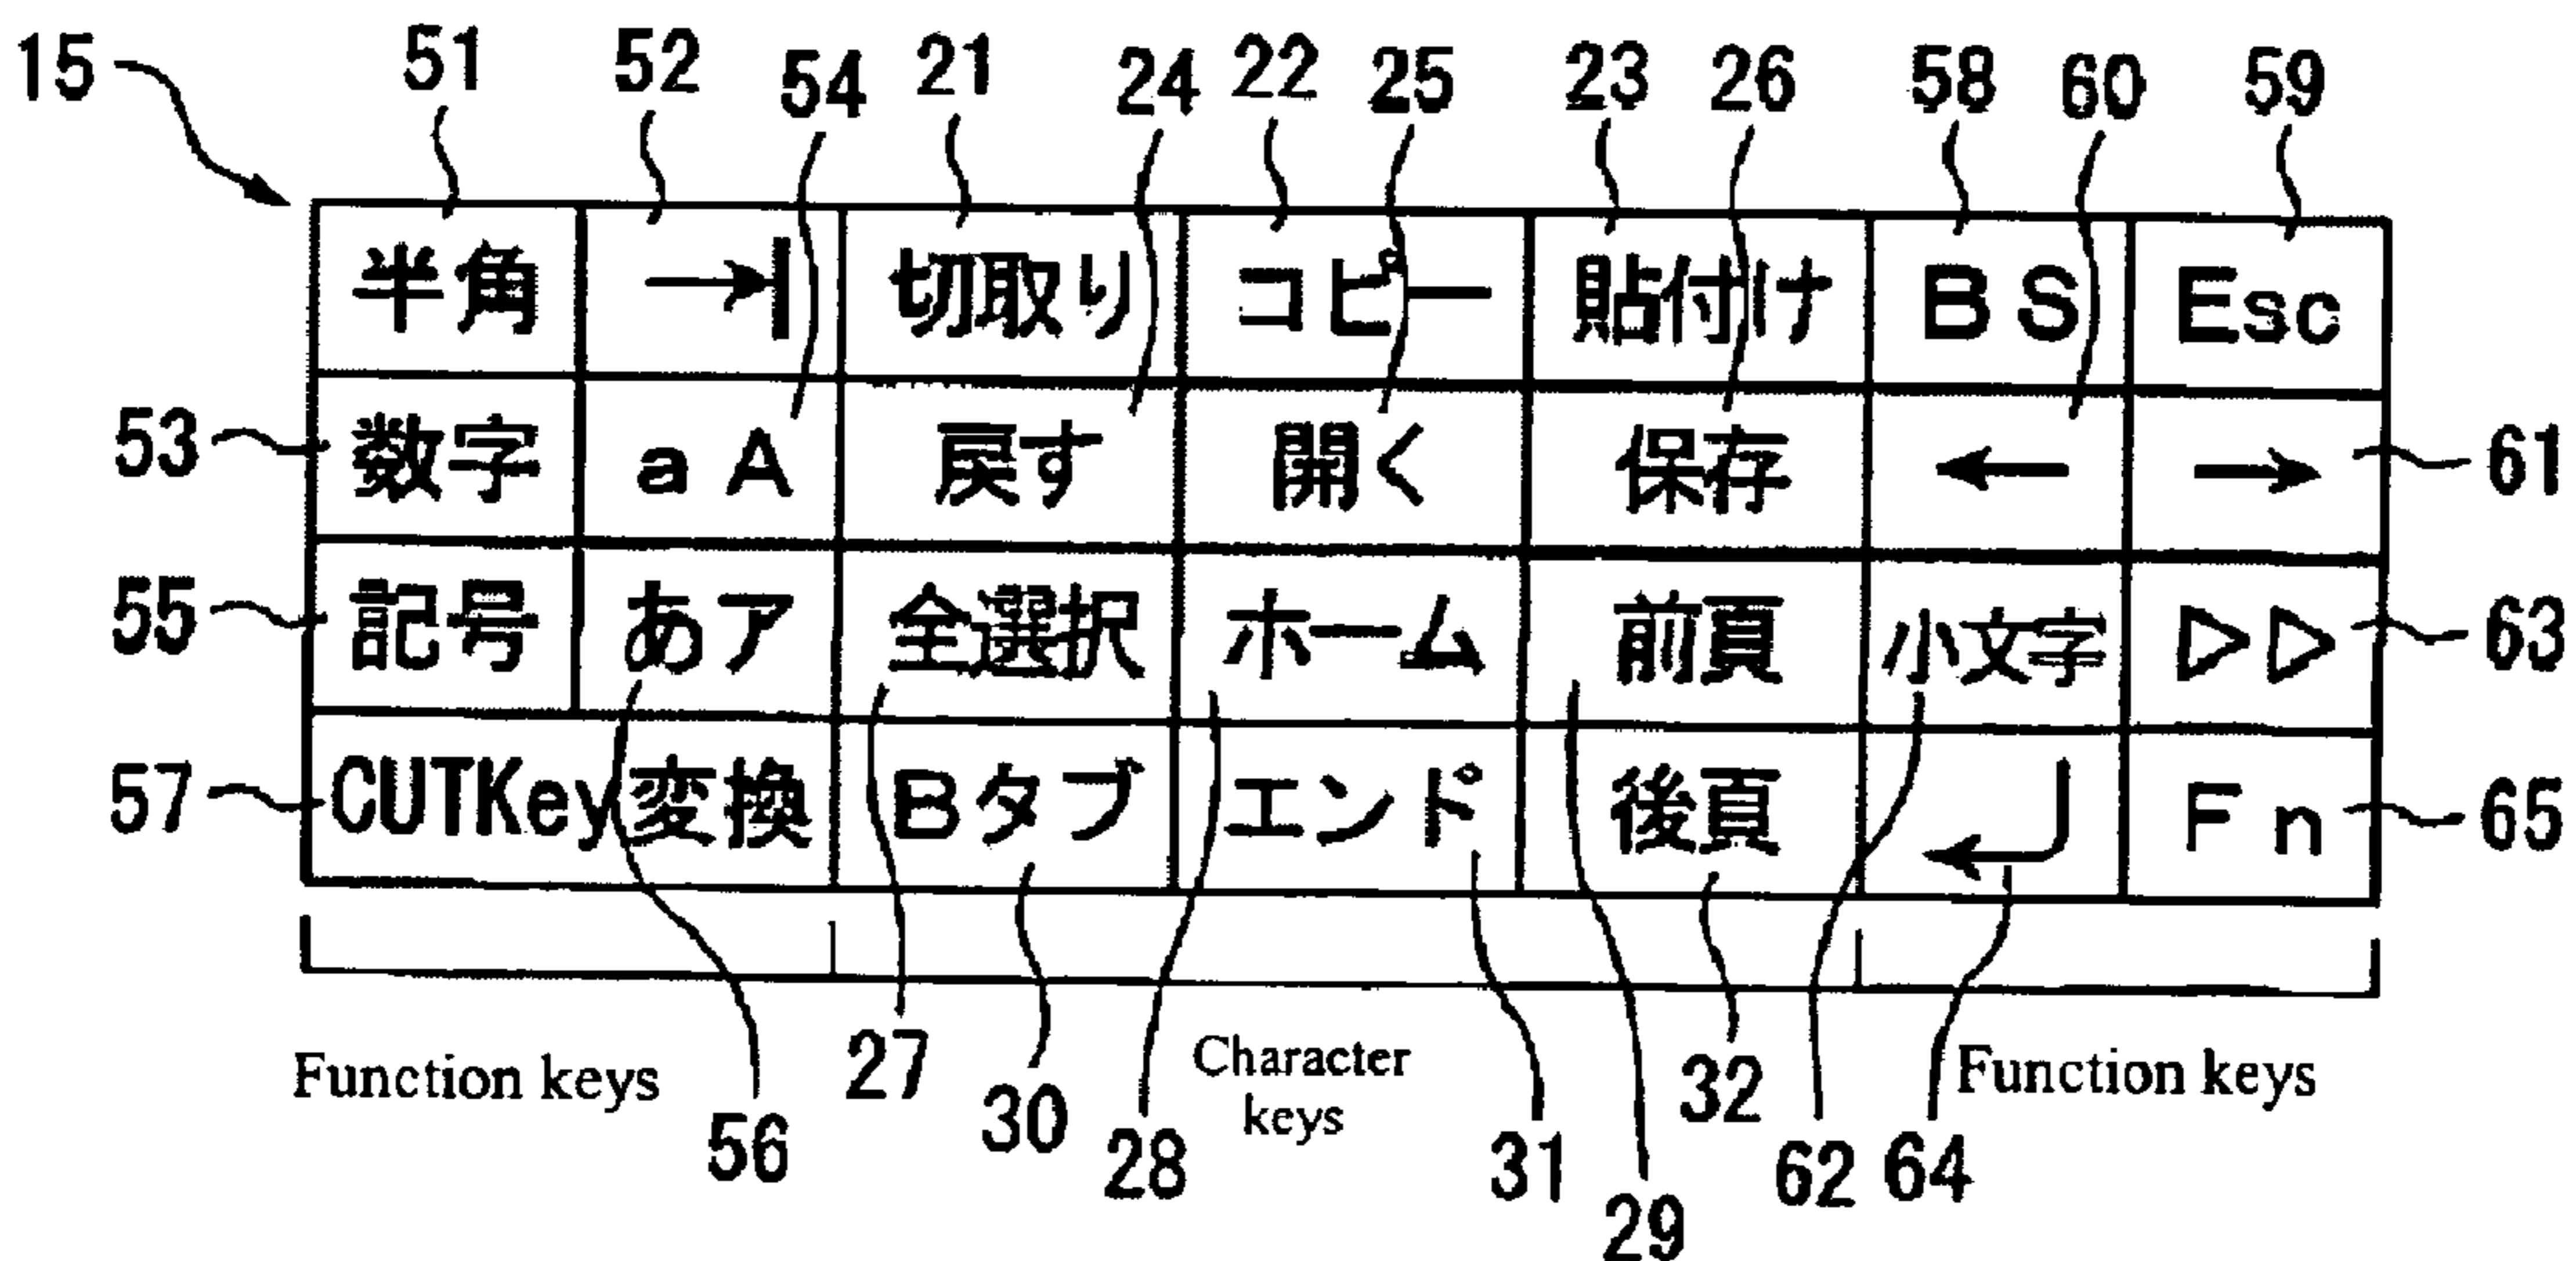 15 51 52 54 21 24 22 25 23 26 58 60 59
半角 →| 切取り コピー 貼付け BS Esc
53 数字 aA 戻す 開く 保存 ← → 61
55 記号 あア 全選択 ホーム 前頁 小文字 ▷▷ 63
57 CUTKey変換 Bタブ エンド 後頁 ↵ Fn 65
Function keys 56 27 30 28 Character keys 31 29 32 62 64 Function keys